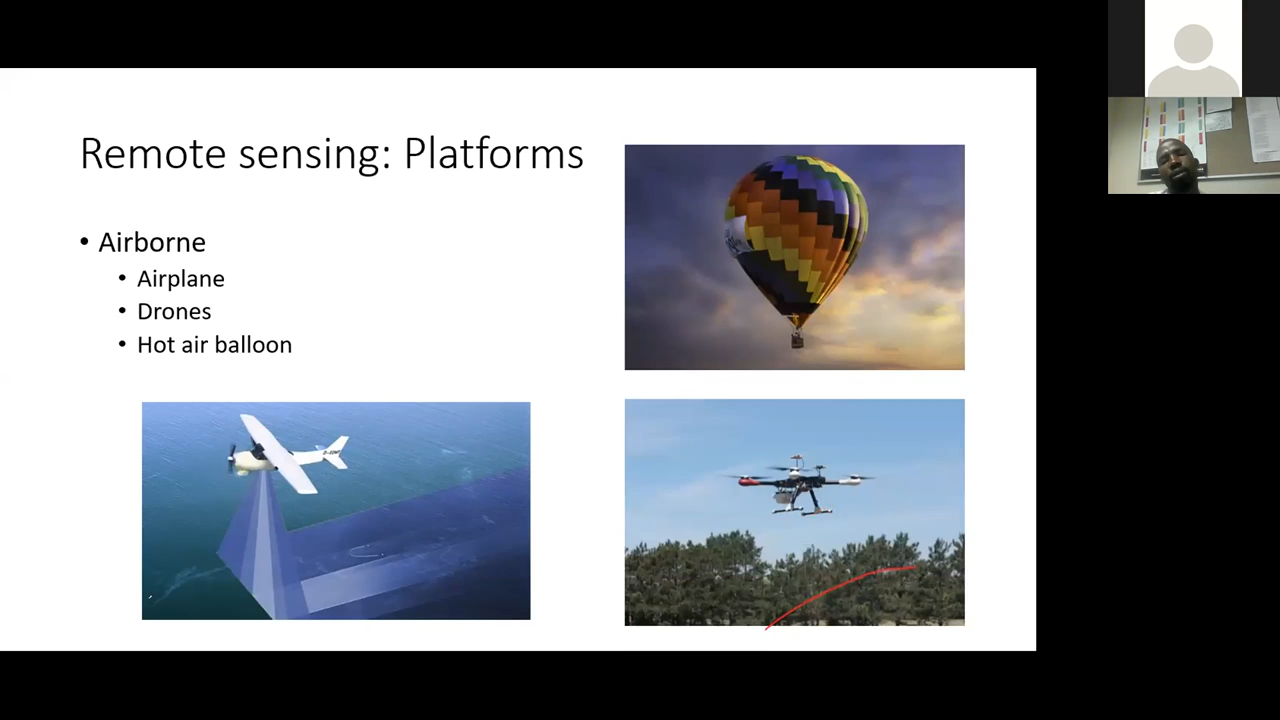 Remote sensing: Platforms
• Airborne
• Airplane
• Drones
• Hot air balloon